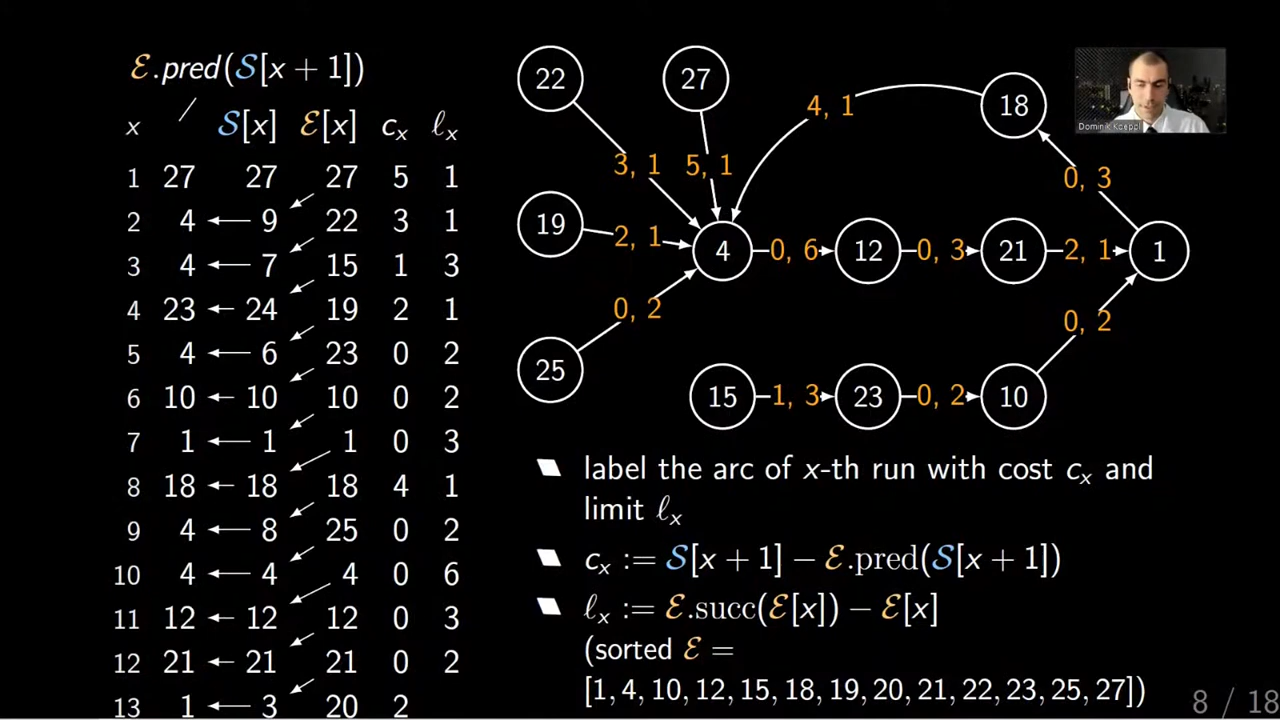 ℰ.pred(𝒮[x + 1])
x 𝒮[x] ℰ[x] cₓ ℓₓ
1 27 27 27 5 1
2 4 9 22 3 1
3 4 7 15 1 3
4 23 24 19 2 1
5 4 6 23 0 2
6 10 10 10 0 2
7 1 1 1 0 3
8 18 18 18 4 1
9 4 8 25 0 2
10 4 4 4 0 6
11 12 12 12 0 3
12 21 21 21 0 2
13 1 3 20 2
22 27 18
4, 1
3, 1 5, 1 0, 3
19 2, 1 4 0, 6 12 0, 3 21 2, 1 1
0, 2 0, 2
25 15 1, 3 23 0, 2 10
Dominik Koeppl
label the arc of x-th run with cost cₓ and
limit ℓₓ
cₓ := 𝒮[x + 1] − ℰ.pred(𝒮[x + 1])
ℓₓ := ℰ.succ(ℰ[x]) − ℰ[x]
(sorted ℰ =
[1, 4, 10, 12, 15, 18, 19, 20, 21, 22, 23, 25, 27])
8 / 18